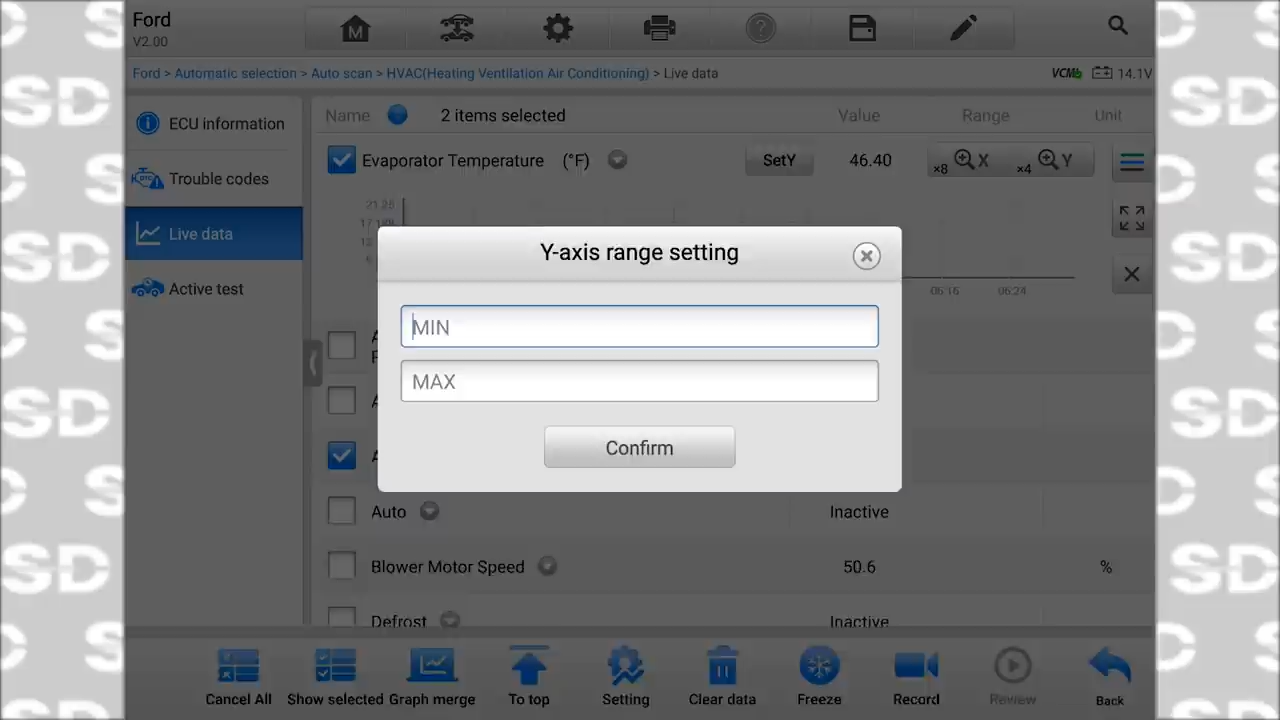 Ford
V2.00
Ford > Automatic selection > Auto scan > HVAC(Heating Ventilation Air Conditioning) > Live data
VCMI
14.1V
ECU information
Trouble codes
Live data
Active test
Name 2 items selected Value Range Unit
Evaporator Temperature (°F) SetY 46.40 x8 X x4 Y
06:16 06:24
Y-axis range setting
MIN
MAX
Confirm
Auto Inactive
Blower Motor Speed 50.6 %
Defrost Inactive
Cancel All Show selected Graph merge To top Setting Clear data Freeze Record Review Back